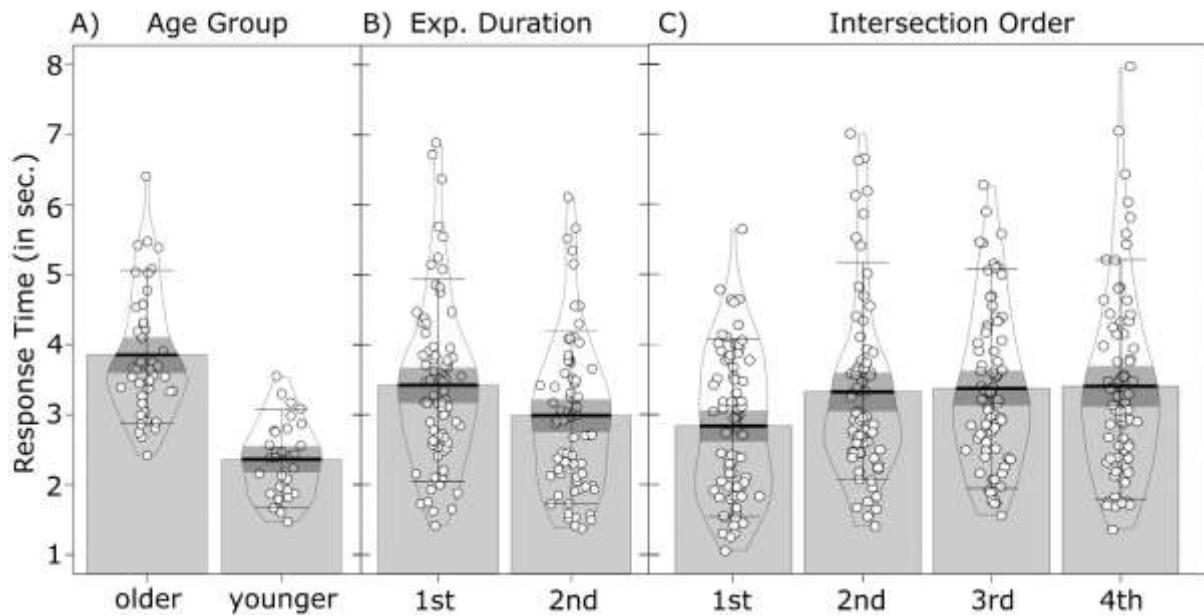 A) Age Group B) Exp. Duration C) Intersection Order
Response Time (in sec.)
8
7
6
5
4
3
2
1
older younger 1st 2nd 1st 2nd 3rd 4th